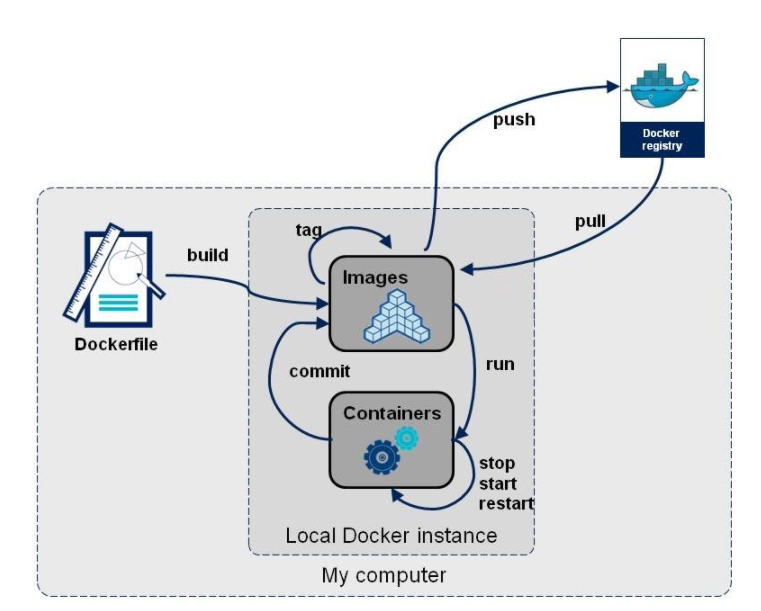 Docker
registry
push
pull
tag
build
Images
Dockerfile
commit
run
Containers
stop
start
restart
Local Docker instance
My computer